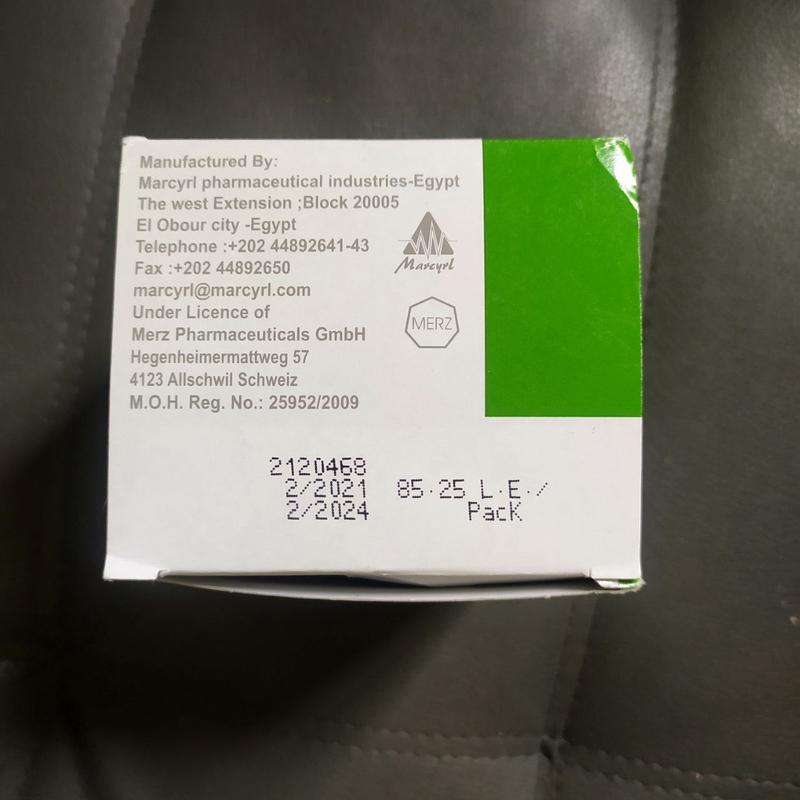 Manufactured By:
Marcyrl pharmaceutical industries-Egypt
The west Extension ;Block 20005
El Obour city -Egypt
Telephone :+202 44892641-43
Fax :+202 44892650
marcyrl@marcyrl.com
Under Licence of
Merz Pharmaceuticals GmbH
Hegenheimermattweg 57
4123 Allschwil Schweiz
M.O.H. Reg. No.: 25952/2009
Marcyrl
MERZ
2120468
2/2021 85.25 L.E./
2/2024 Pack